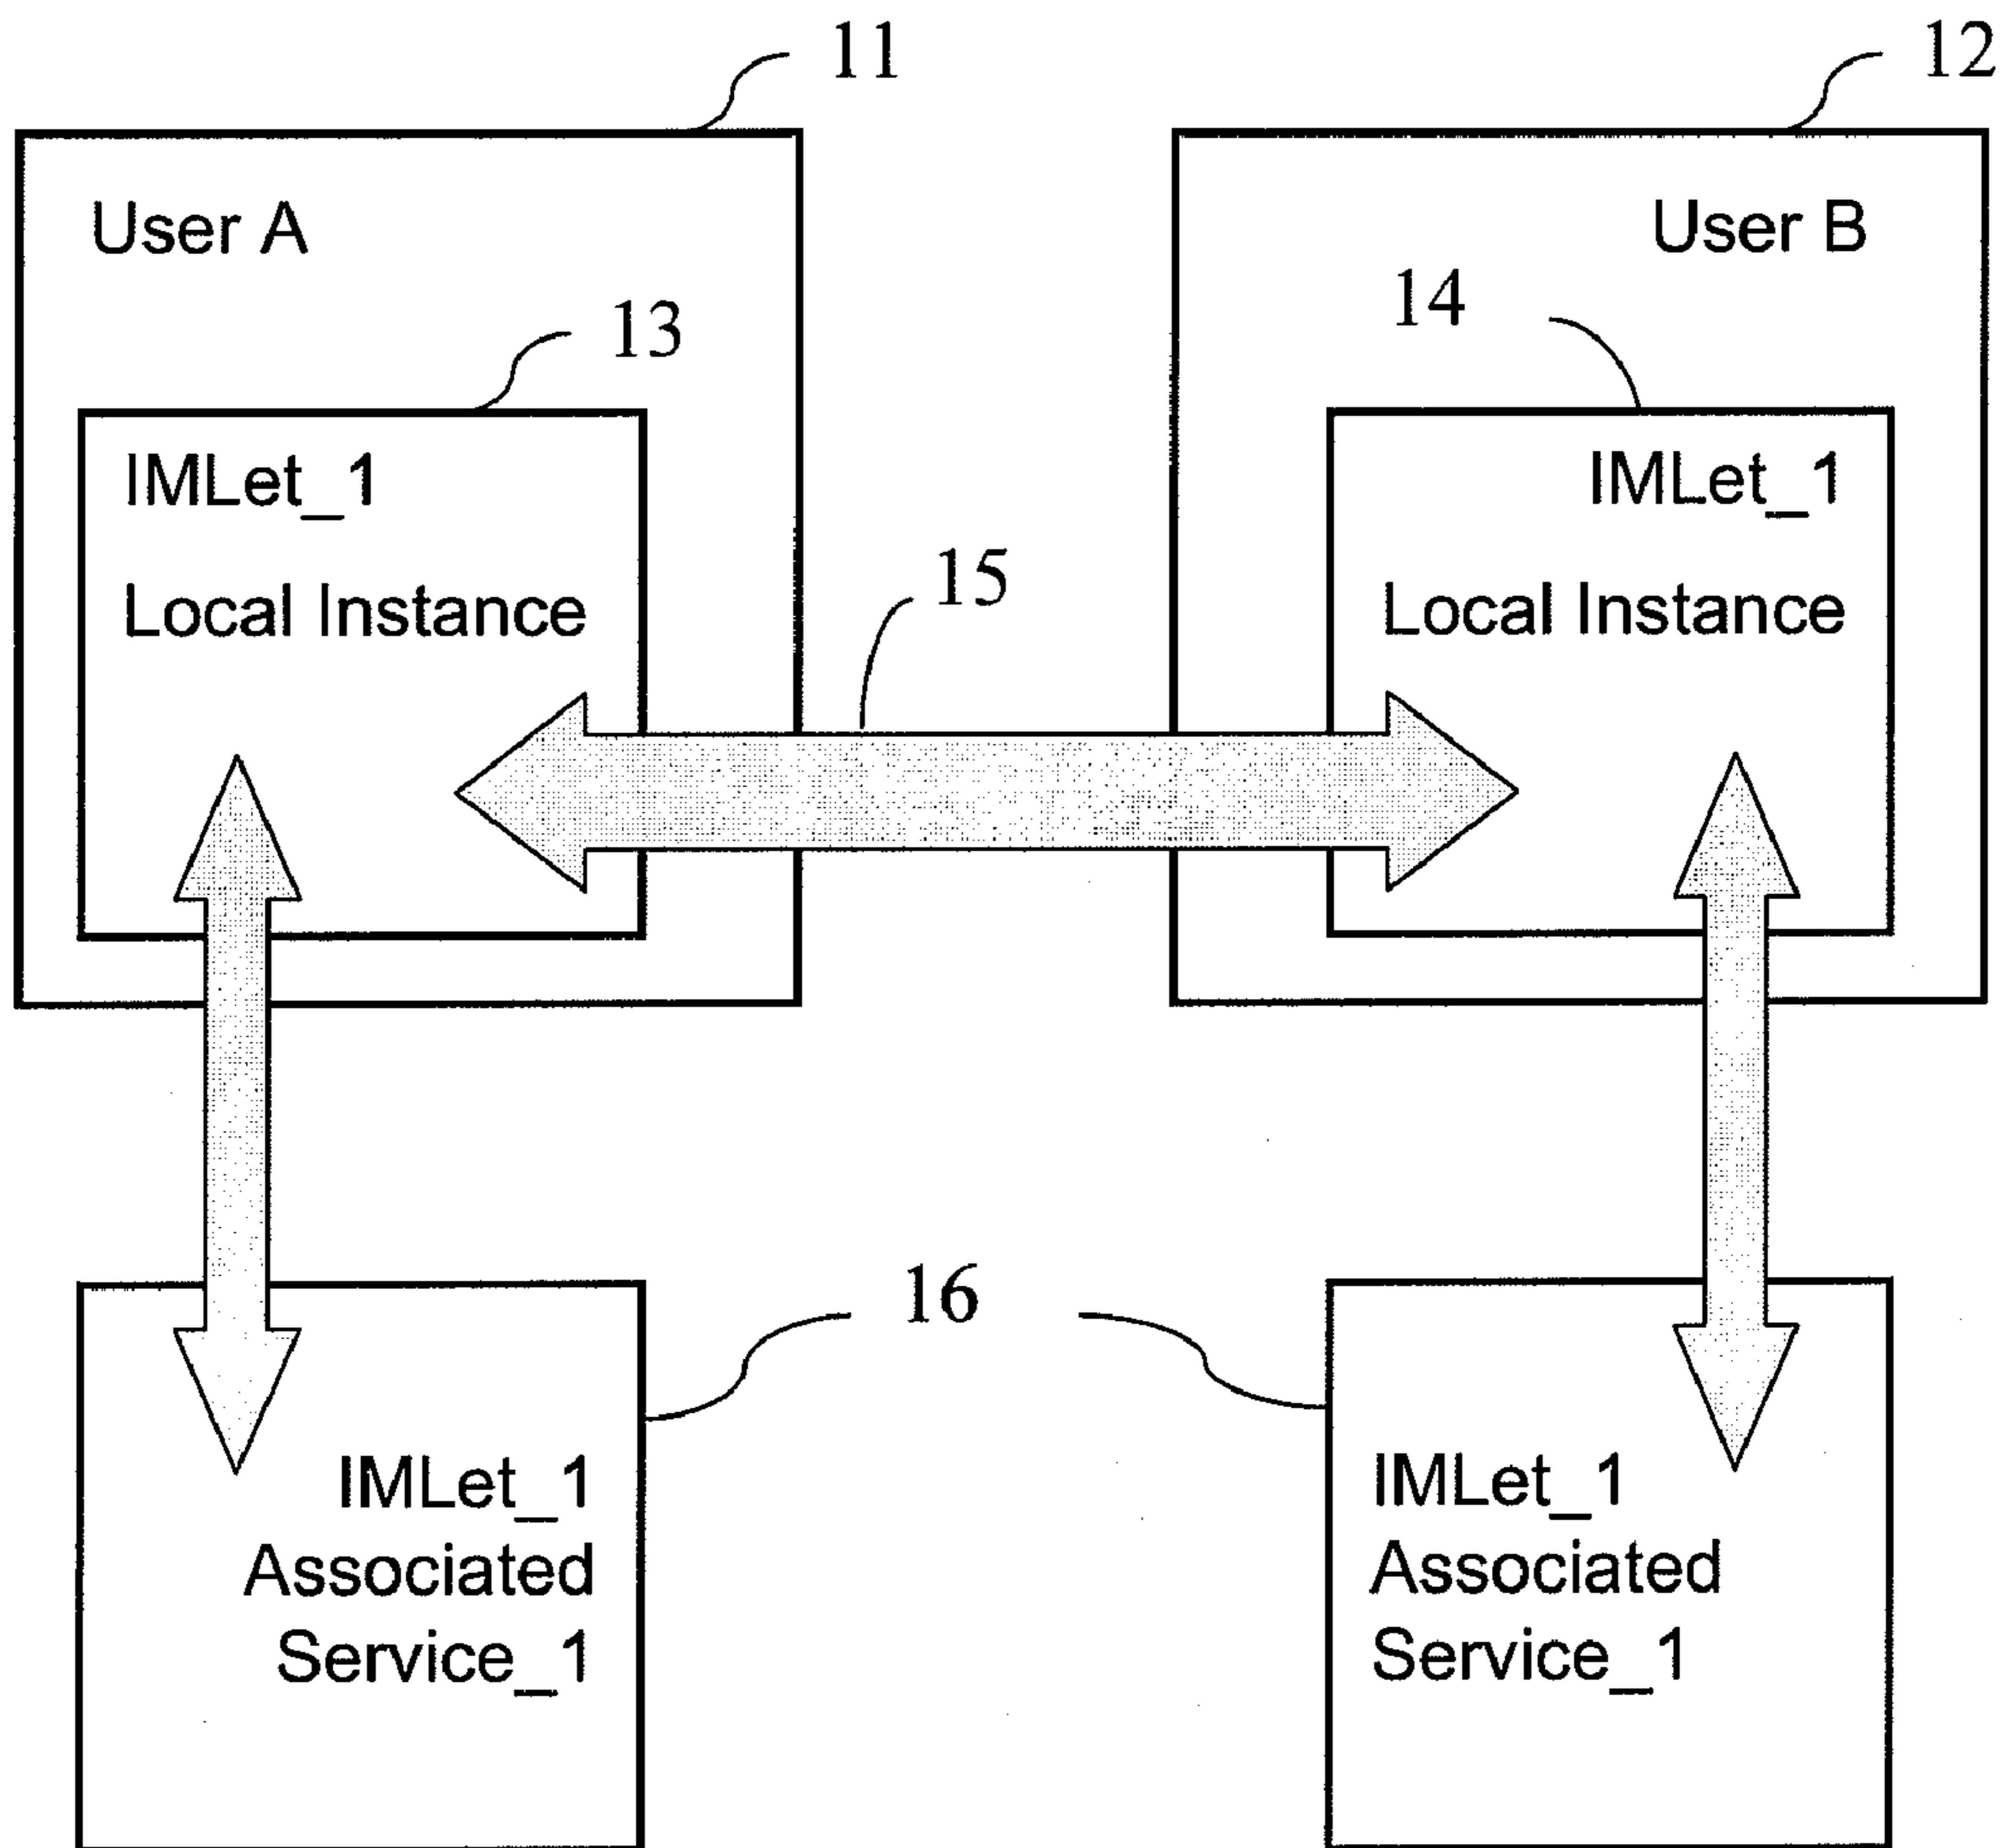 11
12
User A
User B
13
14
IMLet_1
Local Instance
IMLet_1
Local Instance
15
16
IMLet_1
Associated
Service_1
IMLet_1
Associated
Service_1